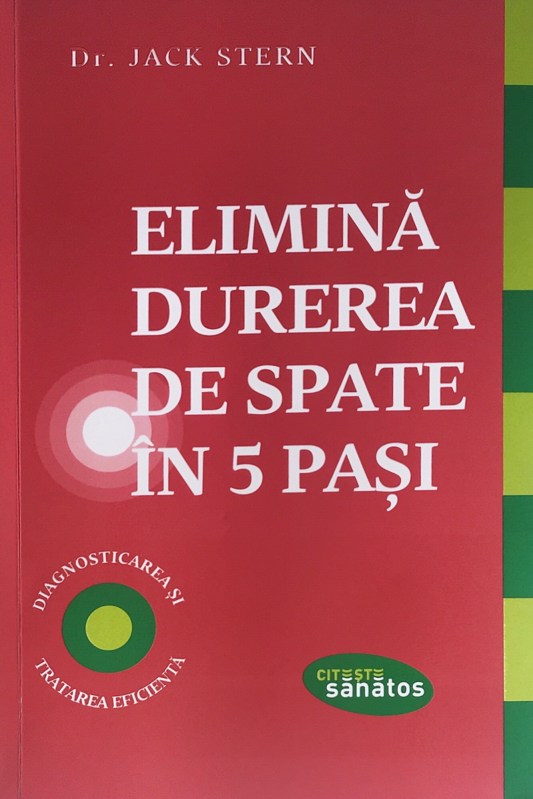 Dr. JACK STERN
ELIMINĂ
DUREREA
DE SPATE
ÎN 5 PAȘI
DIAGNOSTICAREA ȘI
TRATAREA EFICIENTĂ
CITEȘTE
sănătos